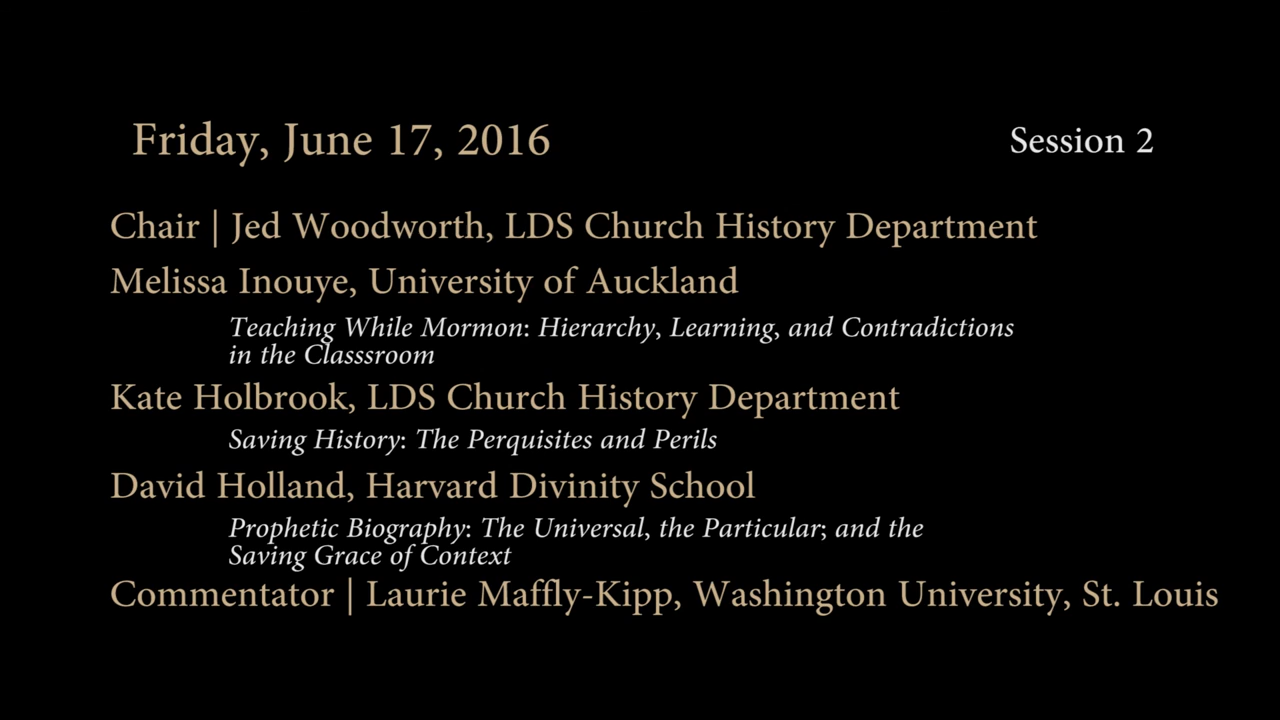 Friday, June 17, 2016
Session 2
Chair | Jed Woodworth, LDS Church History Department
Melissa Inouye, University of Auckland
Teaching While Mormon: Hierarchy, Learning, and Contradictions
in the Classsroom
Kate Holbrook, LDS Church History Department
Saving History: The Perquisites and Perils
David Holland, Harvard Divinity School
Prophetic Biography: The Universal, the Particular; and the
Saving Grace of Context
Commentator | Laurie Maffly-Kipp, Washington University, St. Louis